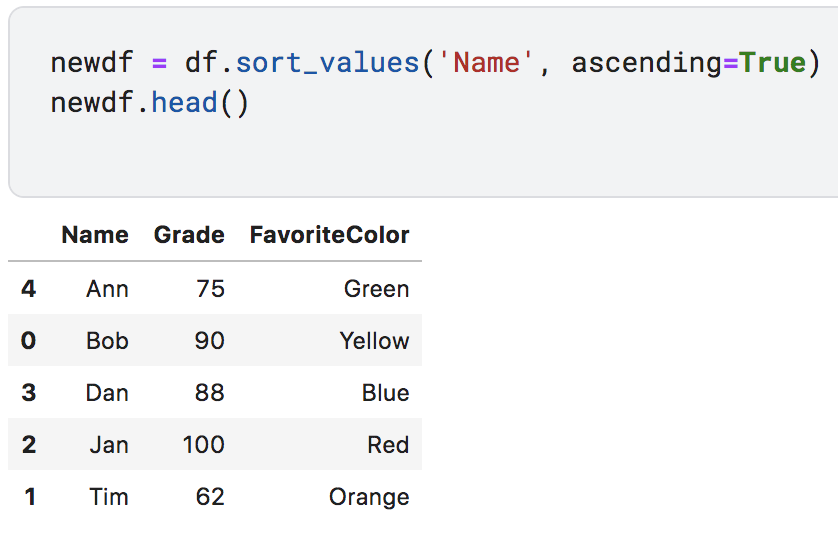 newdf = df.sort_values('Name', ascending=True)
newdf.head()
Name Grade FavoriteColor
4 Ann 75 Green
0 Bob 90 Yellow
3 Dan 88 Blue
2 Jan 100 Red
1 Tim 62 Orange